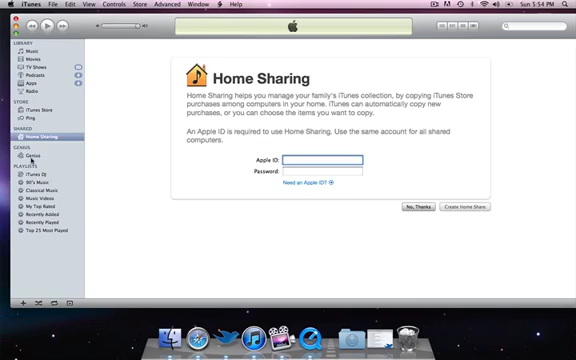 iTunes File Edit View Controls Store Advanced Window Help
Sun 5:54 PM
LIBRARY
Music
Movies
TV Shows
Podcasts
Apps
Radio
STORE
iTunes Store
Ping
SHARED
Home Sharing
GENIUS
Genius
PLAYLISTS
iTunes DJ
90's Music
Classical Music
Music Videos
My Top Rated
Recently Added
Recently Played
Top 25 Most Played
Home Sharing
Home Sharing helps you manage your family's iTunes collection, by copying iTunes Store
purchases among computers in your home. iTunes can automatically copy new
purchases, or you can choose the items you want to copy.
An Apple ID is required to use Home Sharing. Use the same account for all shared
computers.
Apple ID:
Password:
Need an Apple ID?
No, Thanks
Create Home Share